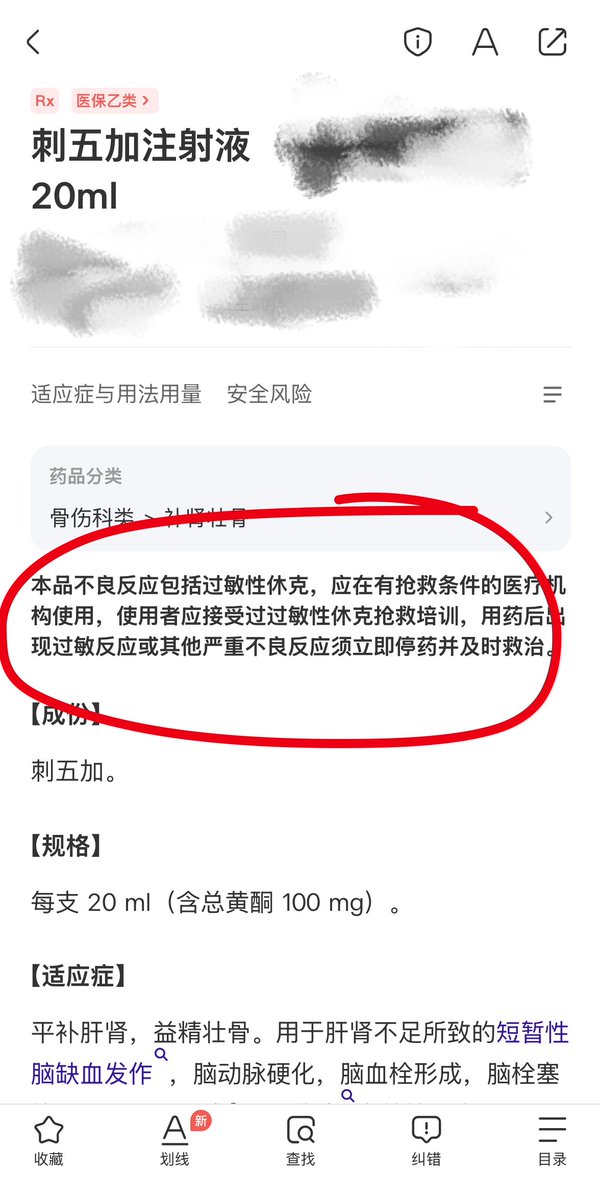 Rx 医保乙类 >
刺五加注射液
20ml
适应症与用法用量 安全风险
药品分类
骨伤科类 > 补肾壮骨
本品不良反应包括过敏性休克，应在有抢救条件的医疗机
构使用，使用者应接受过过敏性休克抢救培训，用药后出
现过敏反应或其他严重不良反应须立即停药并及时救治。
【成份】
刺五加。
【规格】
每支 20 ml（含总黄酮 100 mg）。
【适应症】
平补肝肾，益精壮骨。用于肝肾不足所致的短暂性
脑缺血发作，脑动脉硬化，脑血栓形成，脑栓塞
收藏 划线 新 查找 纠错 目录